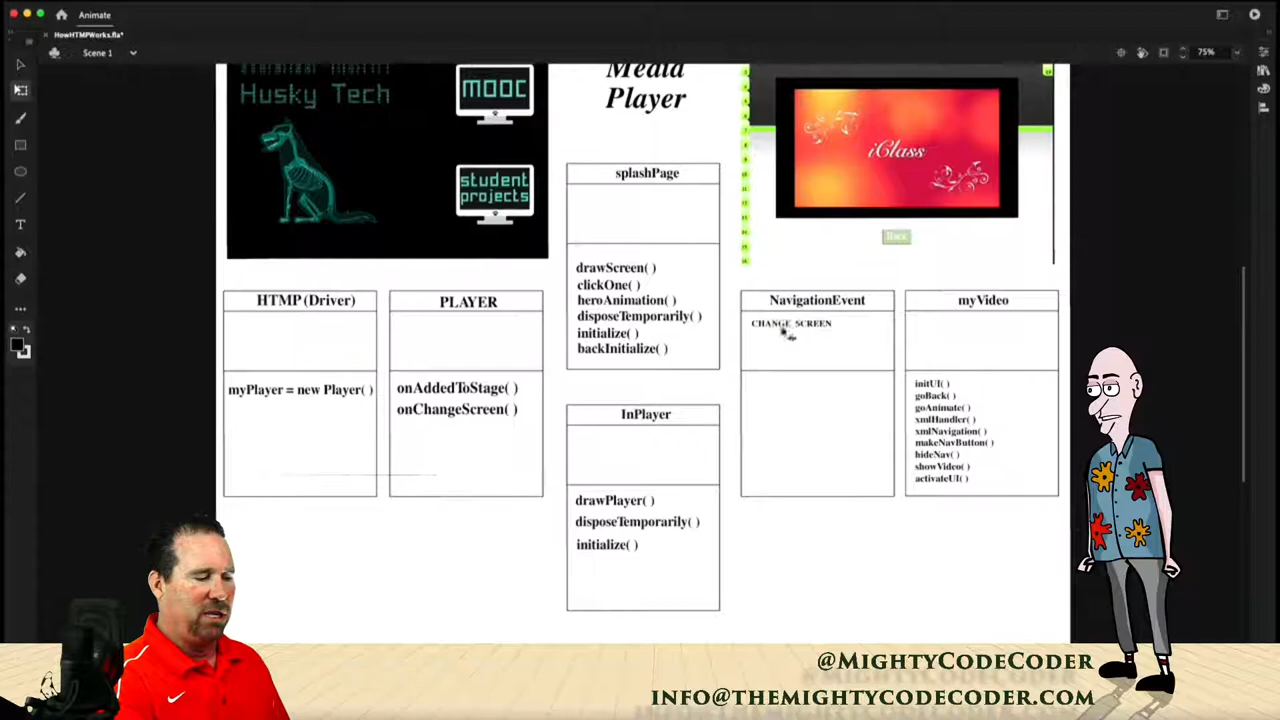 Animate
HowHTMPWorks.fla*
Scene 1
75%
Husky Tech
MOOC
student
projects
Media
Player
iClass
Back
splashPage
drawScreen( )
clickOne( )
heroAnimation( )
disposeTemporarily( )
initialize( )
backInitialize( )
HTMP (Driver)
myPlayer = new Player( )
PLAYER
onAddedToStage( )
onChangeScreen( )
InPlayer
drawPlayer( )
disposeTemporarily( )
initialize( )
NavigationEvent
CHANGE_SCREEN
myVideo
initUI( )
goBack( )
goAnimate( )
xmlHandler( )
xmlNavigation( )
makeNavButton( )
hideNav( )
showVideo( )
activateUI( )
@MightyCodeCoder
info@themightycodecoder.com